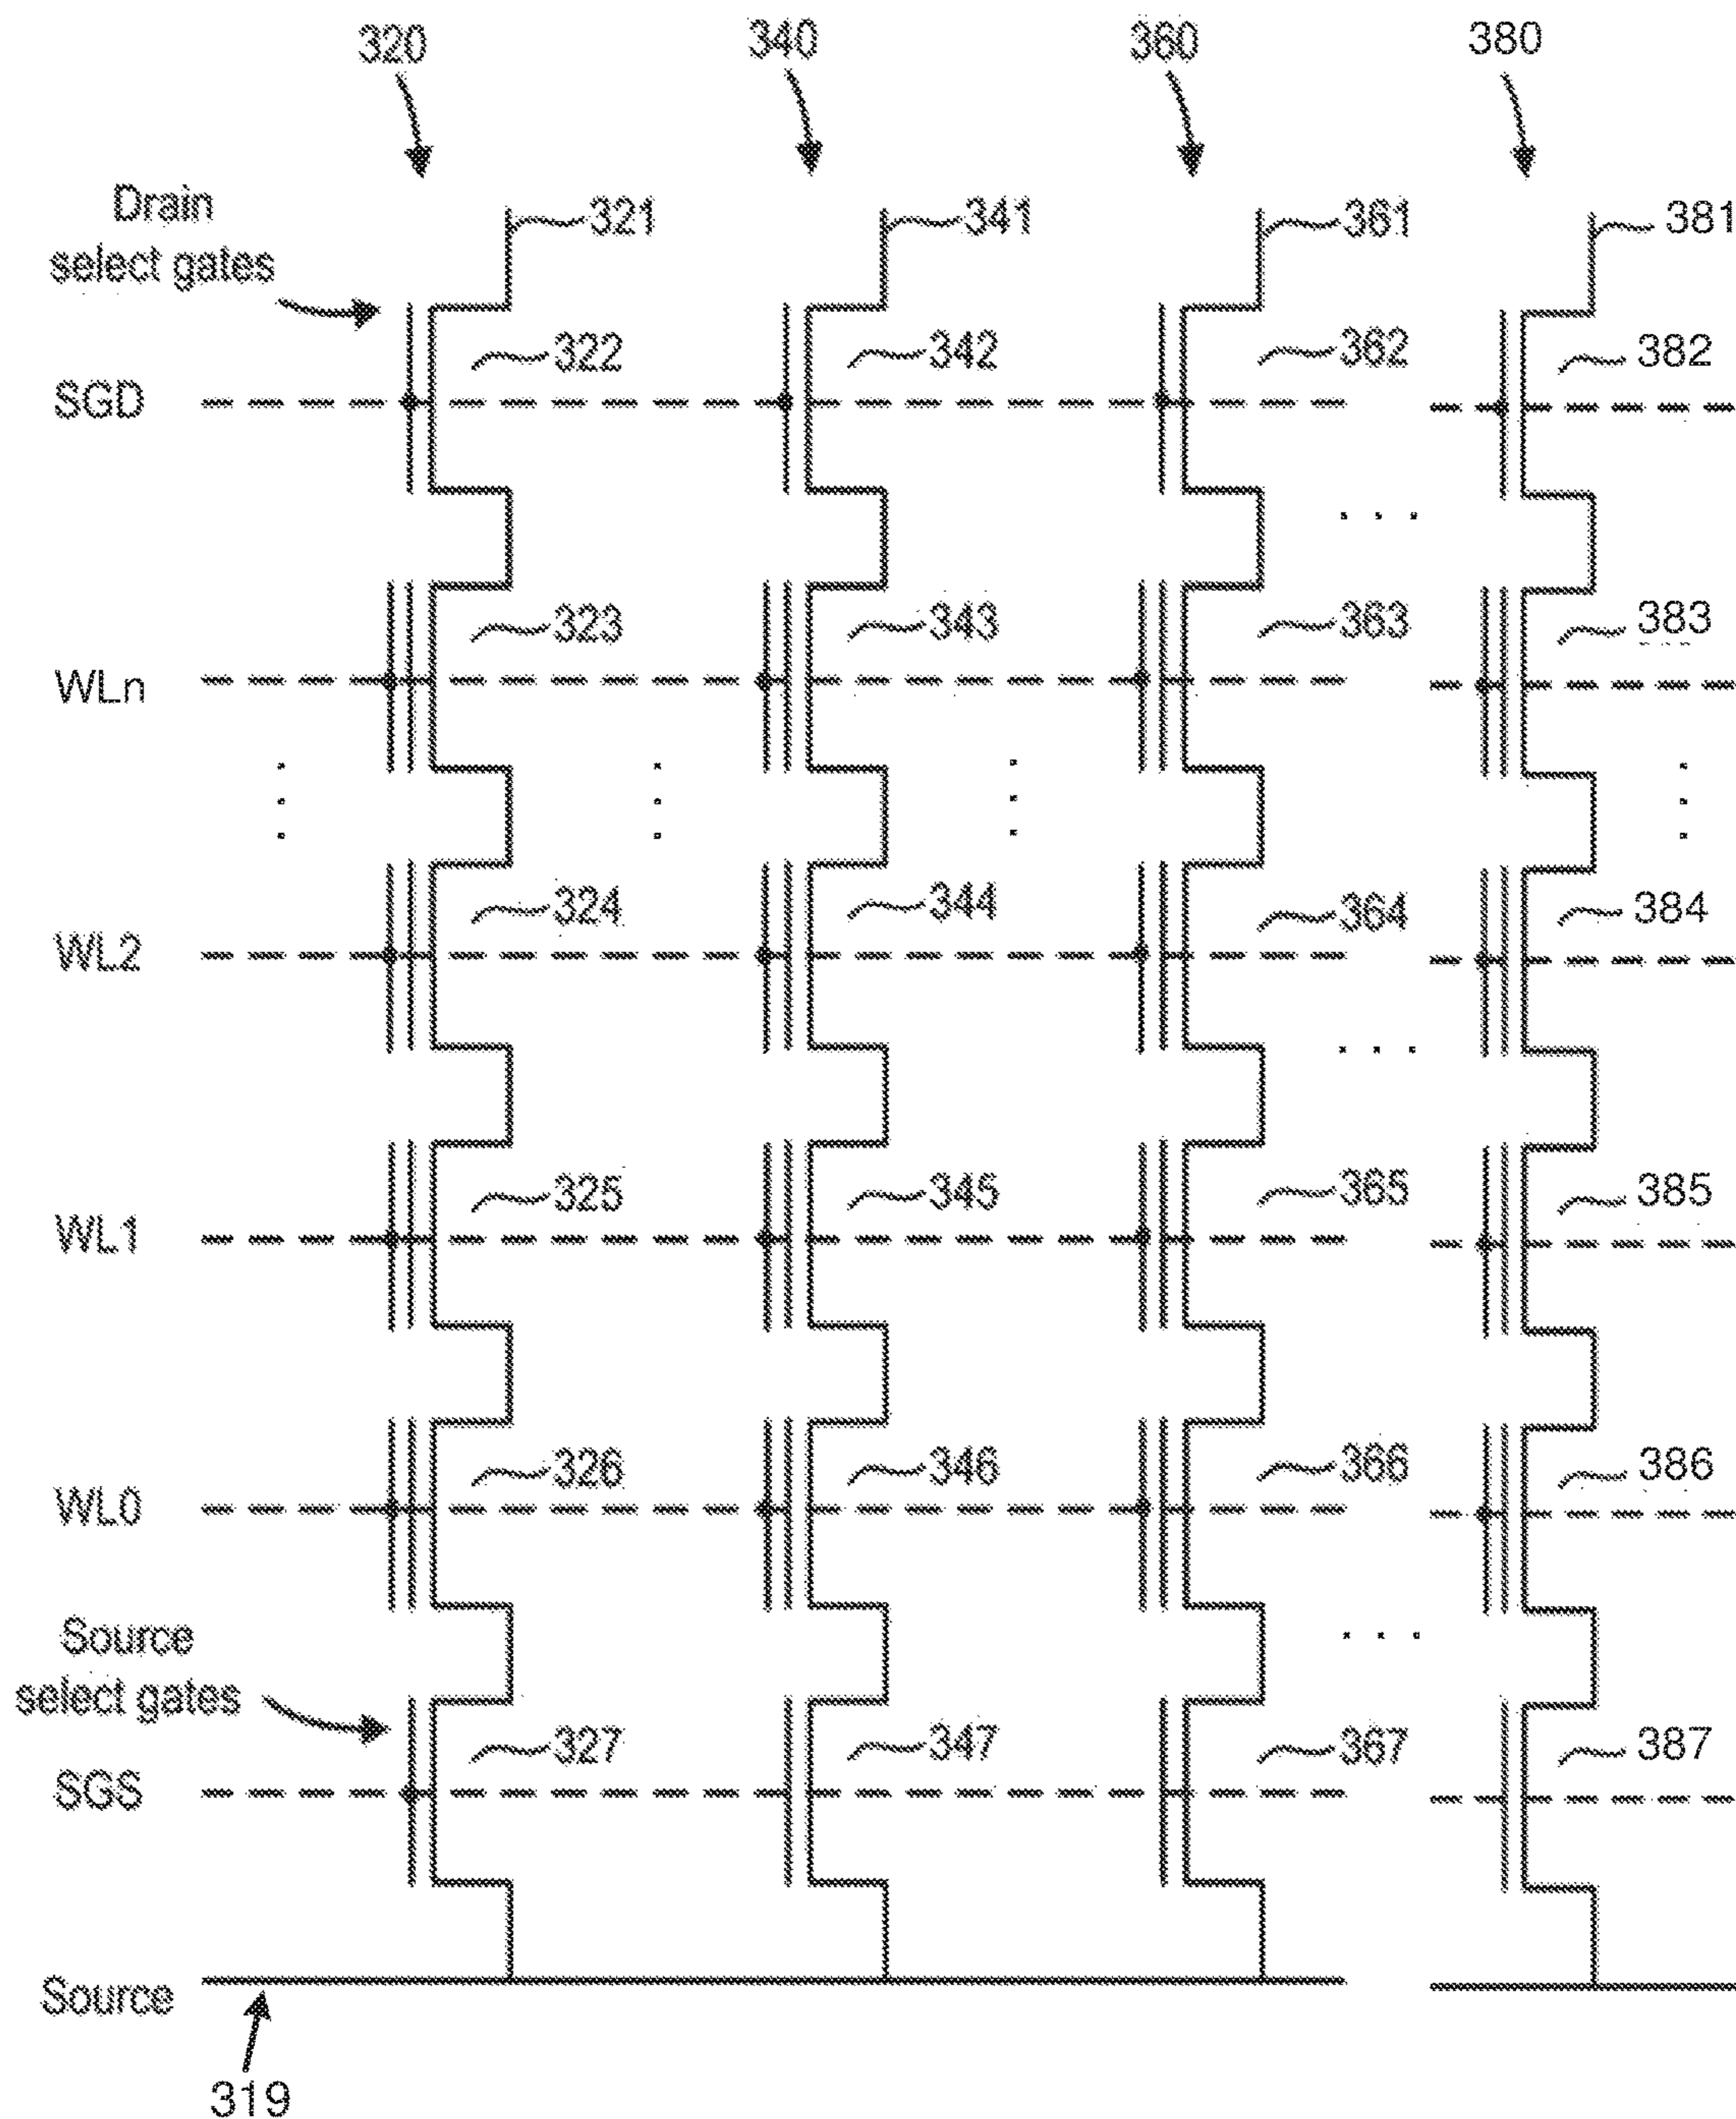 320 340 360 380
Drain
select gates
321 341 361 381
322 342 362 382
SGD
323 343 363 383
WLn
324 344 364 384
WL2
325 345 365 385
WL1
326 346 366 386
WL0
Source
select gates
327 347 367 387
SGS
Source
319